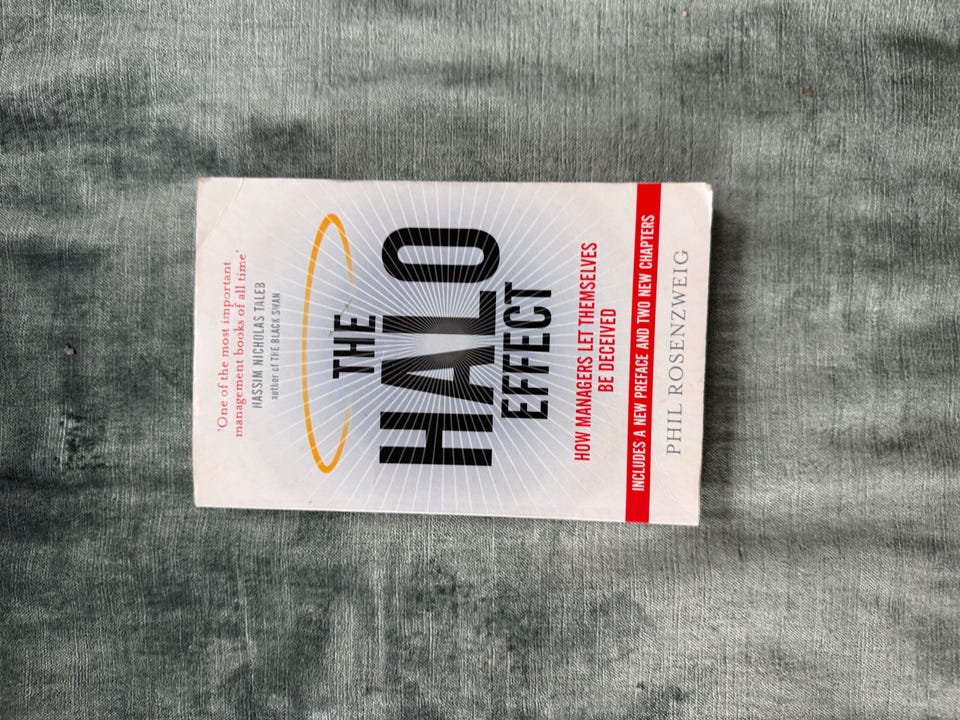 'One of the most important
management books of all time'
NASSIM NICHOLAS TALEB
author of THE BLACK SWAN
THE
HALO
EFFECT
HOW MANAGERS LET THEMSELVES
BE DECEIVED
INCLUDES A NEW PREFACE AND TWO NEW CHAPTERS
PHIL ROSENZWEIG